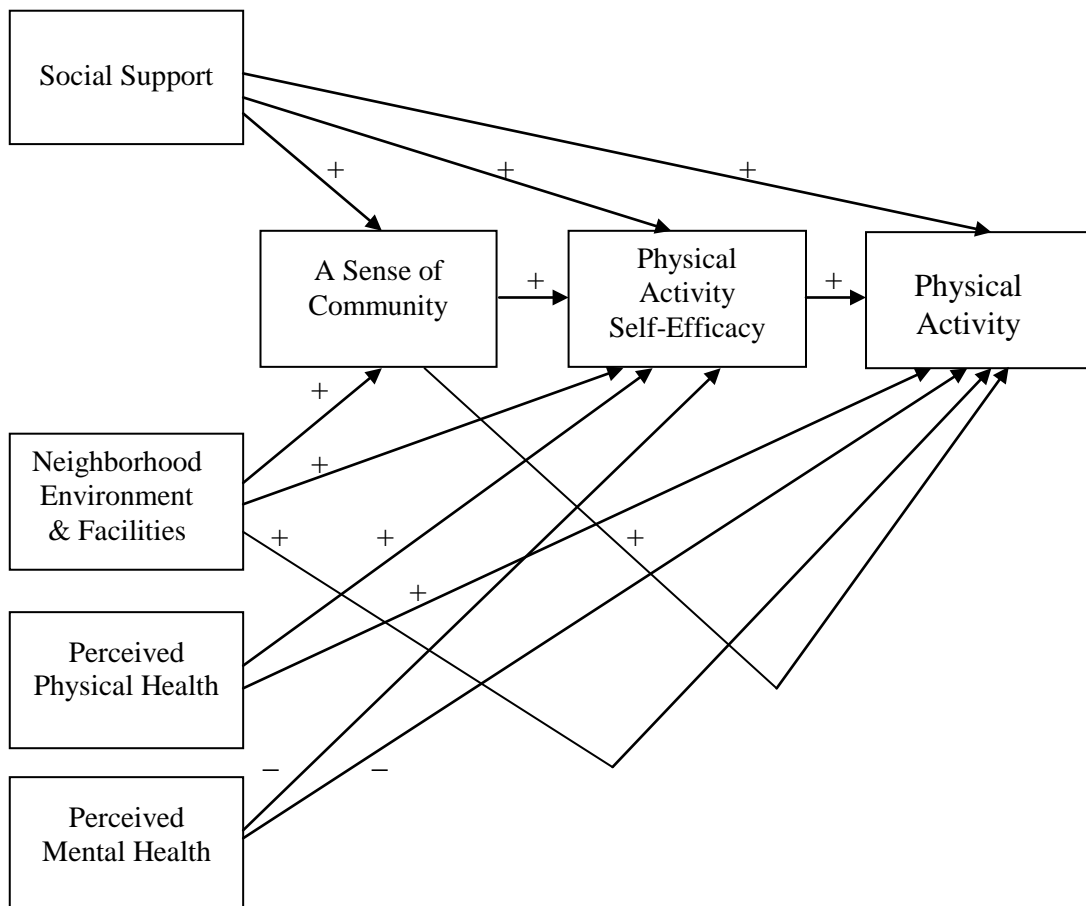 Social Support
+
+
+
A Sense of
Community
+
Physical
Activity
Self-Efficacy
+
Physical
Activity
+
+
Neighborhood
Environment
& Facilities
+
+
+
+
Perceived
Physical Health
−
−
Perceived
Mental Health